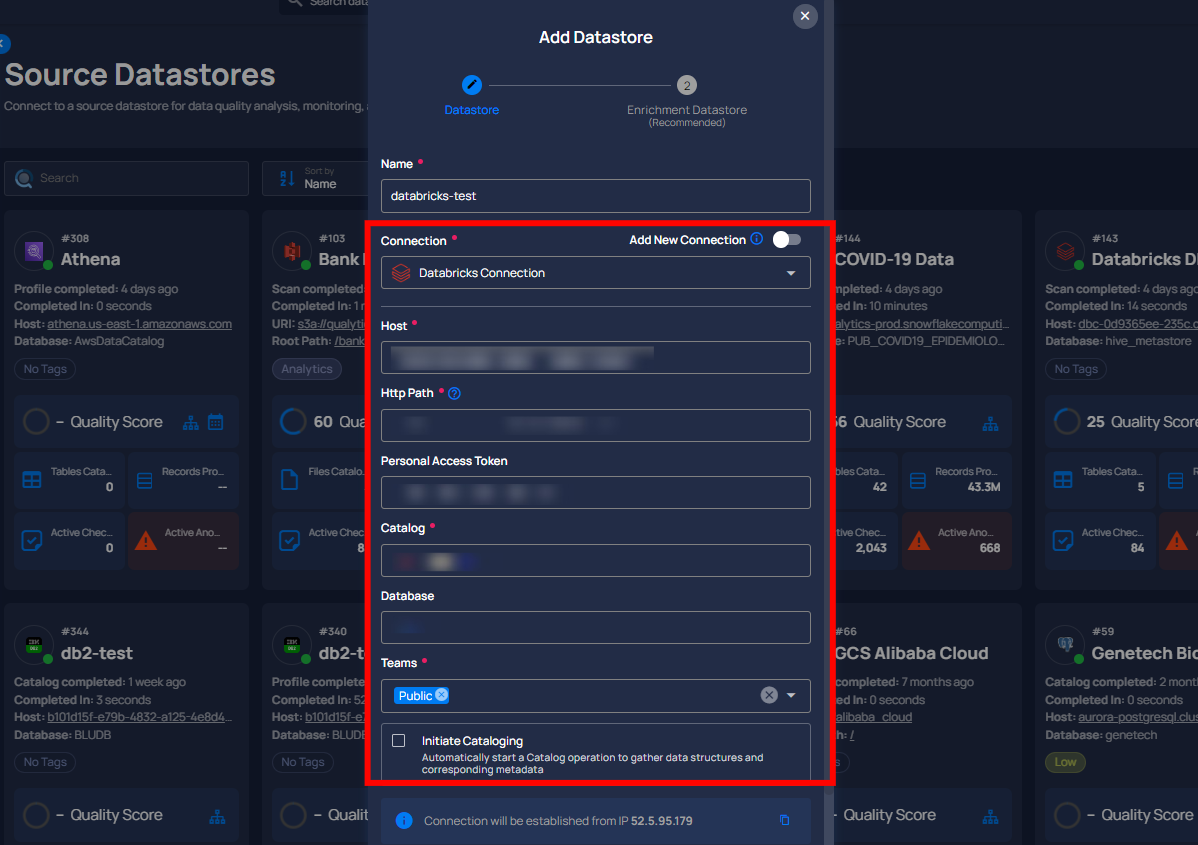 Search data
Add Datastore
Datastore
2
Enrichment Datastore
(Recommended)
Source Datastores
Connect to a source datastore for data quality analysis, monitoring,
Search
Sort by
Name
Name *
databricks-test
Connection *
Add New Connection
Databricks Connection
Host *
Http Path *
Personal Access Token
Catalog *
Database
Teams *
Public
Initiate Cataloging
Automatically start a Catalog operation to gather data structures and
corresponding metadata
Connection will be established from IP 52.5.95.179
#308
Athena
Profile completed: 4 days ago
Completed In: 0 seconds
Host: athena.us-east-1.amazonaws.com
Database: AwsDataCatalog
No Tags
– Quality Score
Tables Cata...
0
Records Pro...
--
Active Chec...
0
Active Ano...
--
#103
Bank
Scan completed:
Completed In: 1
URI: s3a://qualyti
Root Path: /bank
Analytics
60 Qua
Files Catalo.
Active Chec
8
#144
COVID-19 Data
mpleted: 4 days ago
ed In: 10 minutes
alytics-prod.snowflakecomputi...
e: PUB_COVID19_EPIDEMIOLO...
66 Quality Score
bles Cata...
42
Records Pro...
43.3M
tive Chec...
2,043
Active Ano...
668
#143
Databricks D
Scan completed: 4 days ago
Completed In: 14 seconds
Host: dbc-0d9365ee-235c.c
Database: hive_metastore
No Tags
25 Quality Score
Tables Cata...
5
Active Chec...
84
#344
db2-test
Catalog completed: 1 week ago
Completed In: 3 seconds
Host: b101d15f-e79b-4832-a125-4e8d4...
Database: BLUDB
No Tags
– Quality Score
#340
db2-t
Profile completed:
Completed In: 52
Host: b101d15f-e7
Database: BLUDB
No Tags
– Qualit
#66
GCS Alibaba Cloud
completed: 7 months ago
ed In: 0 seconds
alibaba_cloud
h: /
s
– Quality Score
#59
Genetech Bio
Catalog completed: 2 mont
Completed In: 0 seconds
Host: aurora-postgresql.clus
Database: genetech
Low
– Quality Score